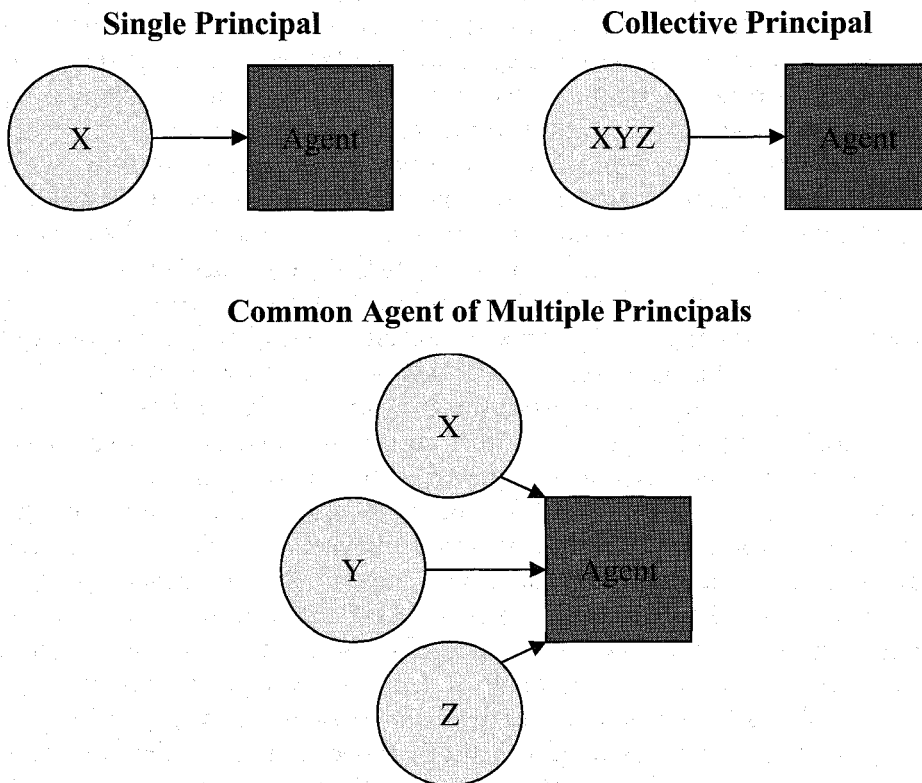 Single Principal
Collective Principal
X
Agent
XYZ
Agent
Common Agent of Multiple Principals
X
Y
Agent
Z